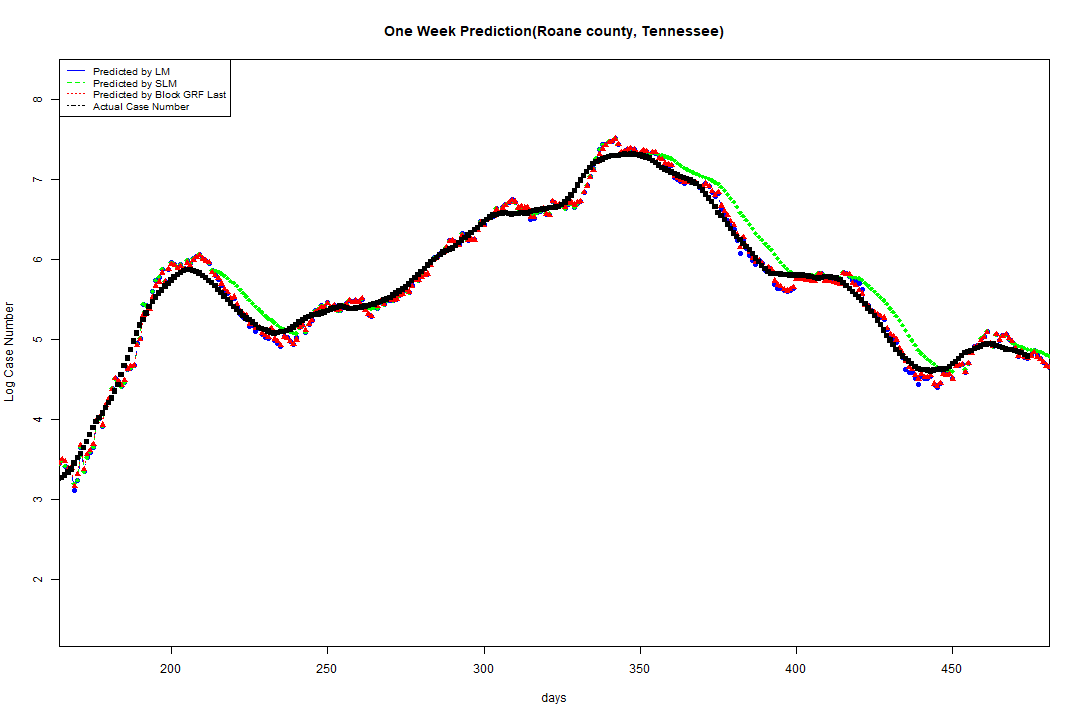 One Week Prediction(Roane county, Tennessee)
Predicted by LM
Predicted by SLM
Predicted by Block GRF Last
Actual Case Number
8
7
6
5
4
3
2
Log Case Number
200 250 300 350 400 450
days